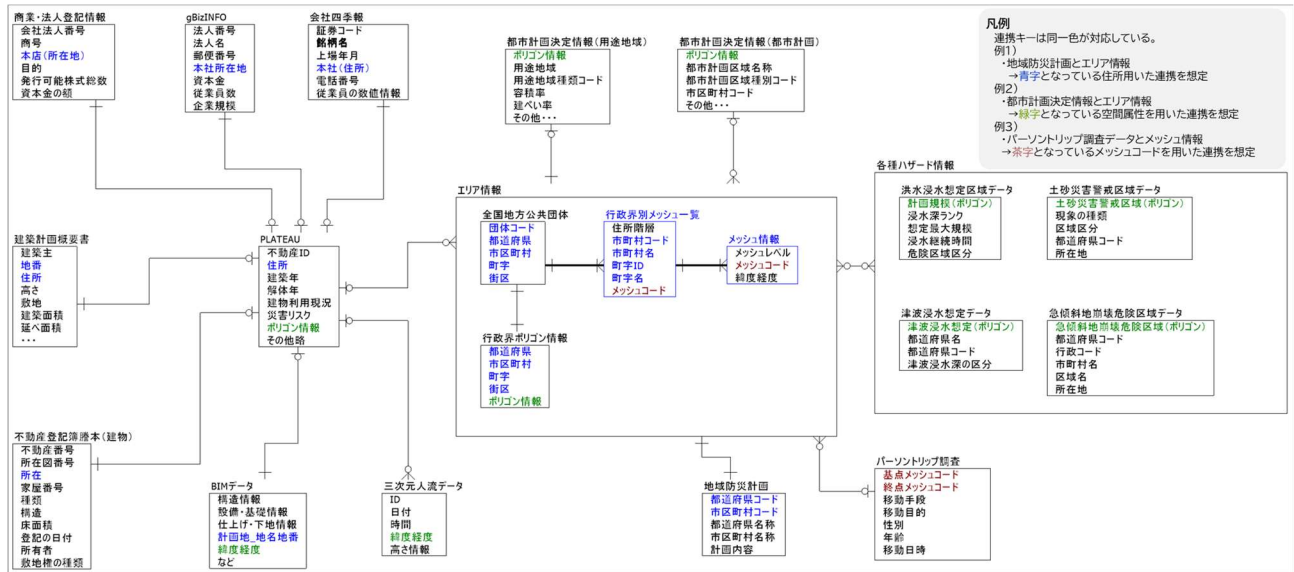 商業・法人登記情報
会社法人番号
商号
本店(所在地)
目的
発行可能株式総数
資本金の額
gBizINFO
法人番号
法人名
郵便番号
本社所在地
資本金
従業員数
企業規模
会社四季報
証券コード
銘柄名
上場年月
本社(住所)
電話番号
従業員の数値情報
都市計画決定情報(用途地域)
ポリゴン情報
用途地域
用途地域種類コード
容積率
建ぺい率
その他・・・
都市計画決定情報(都市計画)
ポリゴン情報
都市計画区域名称
都市計画区域種別コード
市区町村コード
その他・・・
凡例
連携キーは同一色が対応している。
例1)
・地域防災計画とエリア情報
→青字となっている住所用いた連携を想定
例2)
・都市計画決定情報とエリア情報
→緑字となっている空間属性を用いた連携を想定
例3)
・パーソントリップ調査データとメッシュ情報
→茶字となっているメッシュコードを用いた連携を想定
建築計画概要書
建築主
地番
住所
高さ
敷地
建築面積
延べ面積
・・・
PLATEAU
不動産ID
住所
建築年
解体年
建物利用現況
災害リスク
ポリゴン情報
その他略
エリア情報
全国地方公共団体
団体コード
都道府県
市区町村
町字
街区
行政界別メッシュ一覧
住所階層
市町村コード
市町村名
町字ID
町字名
メッシュコード
メッシュ情報
メッシュレベル
メッシュコード
緯度経度
行政界ポリゴン情報
都道府県
市区町村
町字
街区
ポリゴン情報
各種ハザード情報
洪水浸水想定区域データ
計画規模(ポリゴン)
浸水深ランク
想定最大規模
浸水継続時間
危険区域区分
土砂災害警戒区域データ
土砂災害警戒区域(ポリゴン)
現象の種類
区域区分
都道府県コード
所在地
津波浸水想定データ
津波浸水想定(ポリゴン)
都道府県名
都道府県コード
津波浸水深の区分
急傾斜地崩壊危険区域データ
急傾斜地崩壊危険区域(ポリゴン)
都道府県コード
行政コード
市町村名
区域名
所在地
不動産登記簿謄本(建物)
不動産番号
所在図番号
所在
家屋番号
種類
構造
床面積
登記の日付
所有者
敷地権の種類
BIMデータ
構造情報
設備・基礎情報
仕上げ・下地情報
計画地_地名地番
緯度経度
など
三次元人流データ
ID
日付
時間
緯度経度
高さ情報
地域防災計画
都道府県コード
市区町村コード
都道府県名称
市区町村名称
計画内容
パーソントリップ調査
基点メッシュコード
終点メッシュコード
移動手段
移動目的
性別
年齢
移動日時